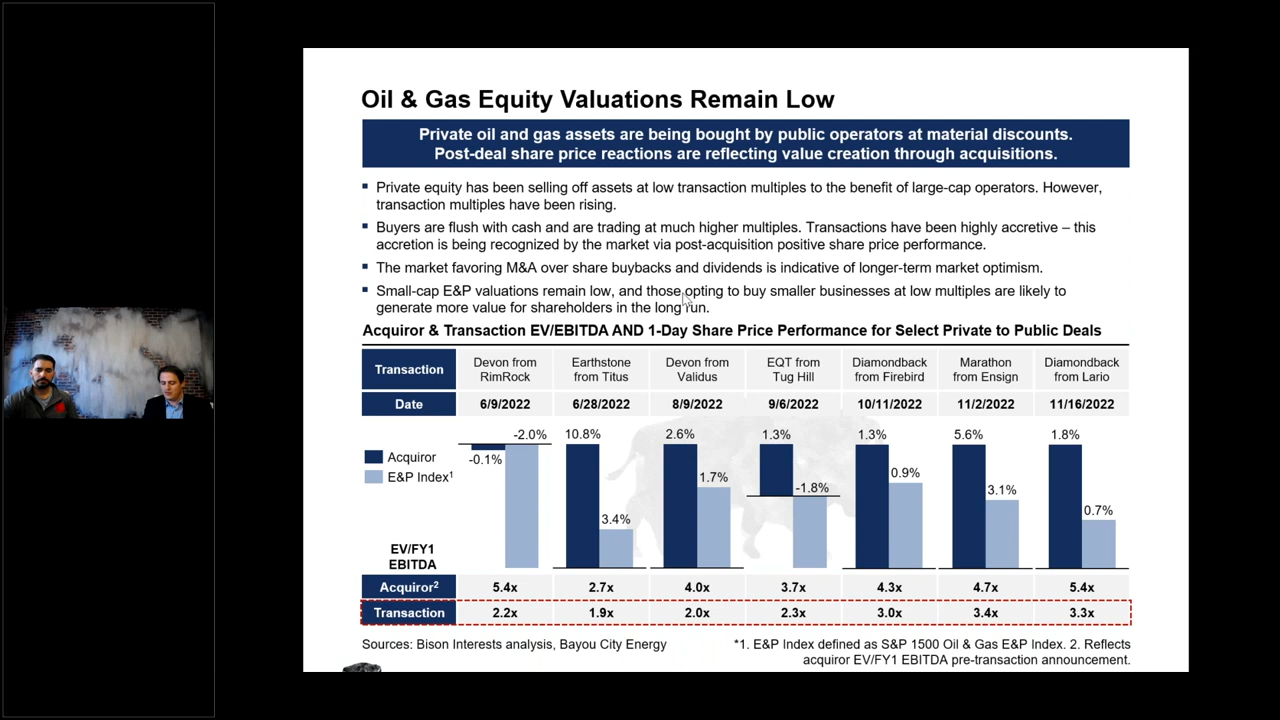 Oil & Gas Equity Valuations Remain Low
Private oil and gas assets are being bought by public operators at material discounts.
Post-deal share price reactions are reflecting value creation through acquisitions.
Private equity has been selling off assets at low transaction multiples to the benefit of large-cap operators. However,
transaction multiples have been rising.
Buyers are flush with cash and are trading at much higher multiples. Transactions have been highly accretive – this
accretion is being recognized by the market via post-acquisition positive share price performance.
The market favoring M&A over share buybacks and dividends is indicative of longer-term market optimism.
Small-cap E&P valuations remain low, and those opting to buy smaller businesses at low multiples are likely to
generate more value for shareholders in the long run.
Acquiror & Transaction EV/EBITDA AND 1-Day Share Price Performance for Select Private to Public Deals
Transaction
Devon from
RimRock
Earthstone
from Titus
Devon from
Validus
EQT from
Tug Hill
Diamondback
from Firebird
Marathon
from Ensign
Diamondback
from Lario
Date 6/9/2022 6/28/2022 8/9/2022 9/6/2022 10/11/2022 11/2/2022 11/16/2022
Acquiror
E&P Index¹
-0.1% -2.0%
10.8% 3.4%
2.6% 1.7%
1.3% -1.8%
1.3% 0.9%
5.6% 3.1%
1.8% 0.7%
EV/FY1
EBITDA
Acquiror² 5.4x 2.7x 4.0x 3.7x 4.3x 4.7x 5.4x
Transaction 2.2x 1.9x 2.0x 2.3x 3.0x 3.4x 3.3x
Sources: Bison Interests analysis, Bayou City Energy
*1. E&P Index defined as S&P 1500 Oil & Gas E&P Index. 2. Reflects
acquiror EV/FY1 EBITDA pre-transaction announcement.